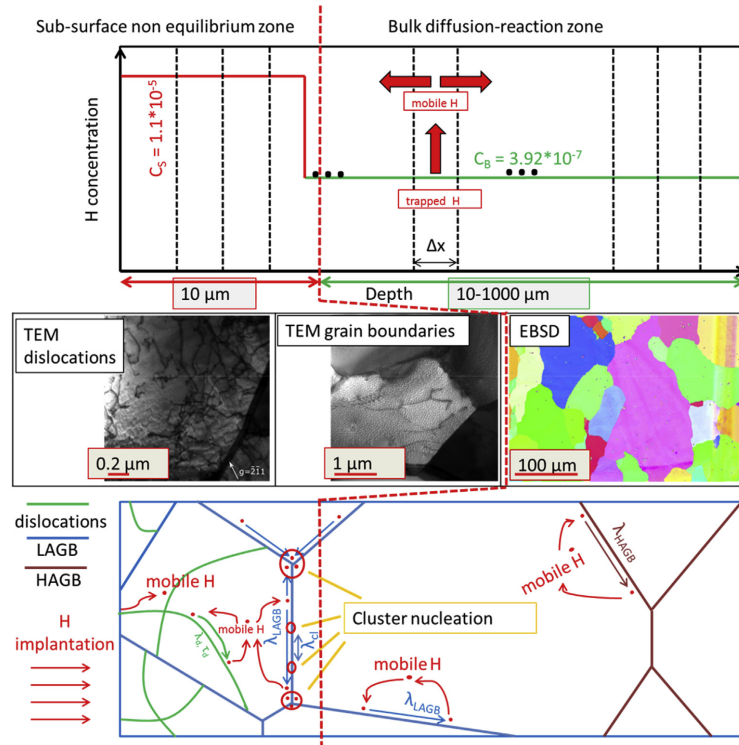 Sub-surface non equilibrium zone
Bulk diffusion-reaction zone
H concentration
C_S = 1.1*10^-5
mobile H
C_B = 3.92*10^-7
trapped H
Δx
10 μm
Depth
10-1000 μm
TEM
dislocations
0.2 μm
g=2̄11
TEM grain boundaries
1 μm
EBSD
100 μm
dislocations
LAGB
HAGB
H
implantation
mobile H
λ_d, τ_d
mobile H
λ_LAGB
λ_cl
Cluster nucleation
mobile H
λ_LAGB
mobile H
λ_HAGB